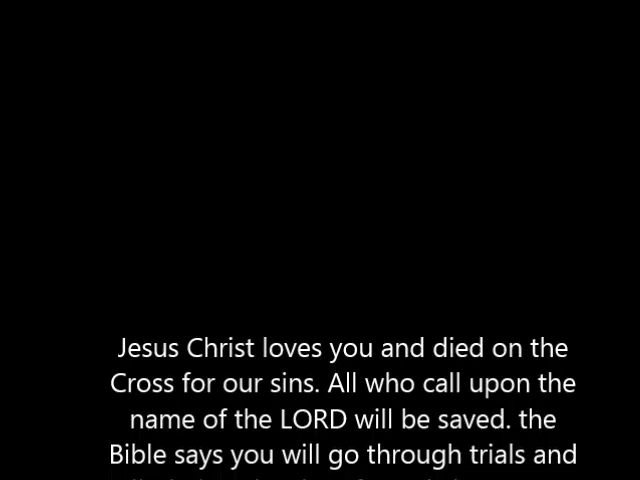 Jesus Christ loves you and died on the
Cross for our sins. All who call upon the
name of the LORD will be saved. the
Bible says you will go through trials and